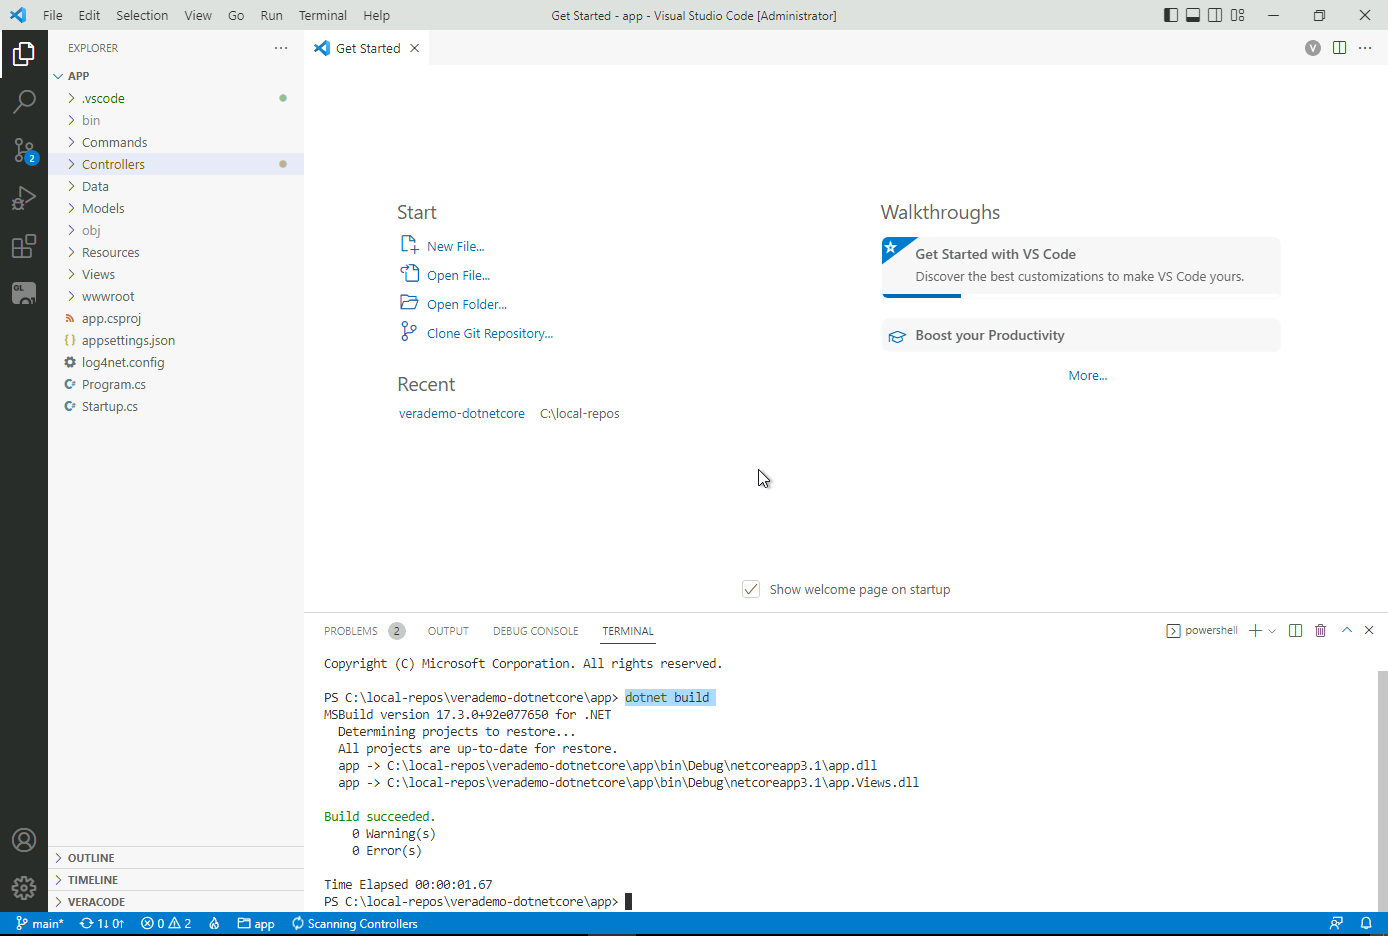 File Edit Selection View Go Run Terminal Help
Get Started - app - Visual Studio Code [Administrator]
EXPLORER
Get Started
V
APP
.vscode
bin
Commands
Controllers
Data
Models
obj
Resources
Views
wwwroot
app.csproj
{} appsettings.json
log4net.config
C# Program.cs
C# Startup.cs
2
GL
Start
New File...
Open File...
Open Folder...
Clone Git Repository...
Recent
verademo-dotnetcore C:\local-repos
Walkthroughs
Get Started with VS Code
Discover the best customizations to make VS Code yours.
Boost your Productivity
More...
Show welcome page on startup
PROBLEMS 2 OUTPUT DEBUG CONSOLE TERMINAL
powershell
Copyright (C) Microsoft Corporation. All rights reserved.
PS C:\local-repos\verademo-dotnetcore\app> dotnet build
MSBuild version 17.3.0+92e077650 for .NET
Determining projects to restore...
All projects are up-to-date for restore.
app -> C:\local-repos\verademo-dotnetcore\app\bin\Debug\netcoreapp3.1\app.dll
app -> C:\local-repos\verademo-dotnetcore\app\bin\Debug\netcoreapp3.1\app.Views.dll
Build succeeded.
0 Warning(s)
0 Error(s)
Time Elapsed 00:00:01.67
PS C:\local-repos\verademo-dotnetcore\app>
OUTLINE
TIMELINE
VERACODE
main* 1↓ 0↑ 0 2 app Scanning Controllers